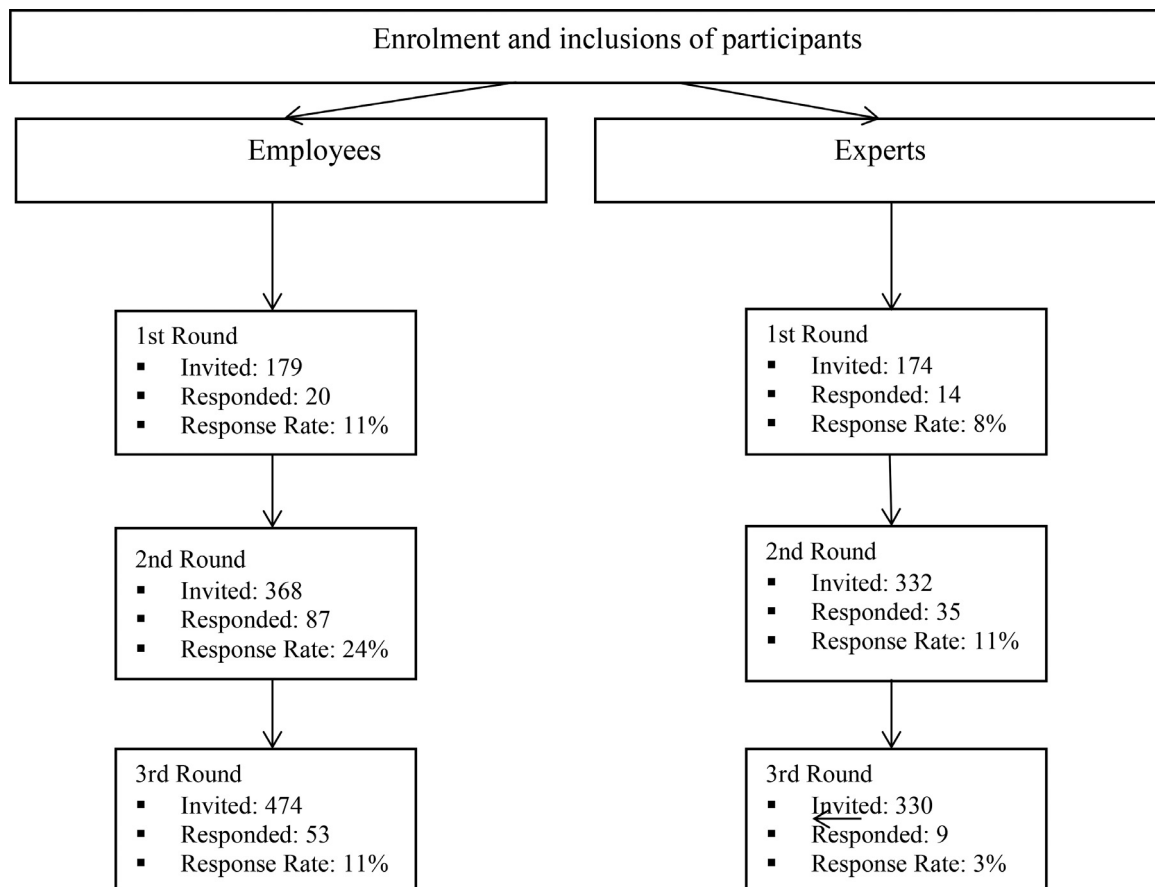 Enrolment and inclusions of participants
Employees
Experts
1st Round
▪ Invited: 179
▪ Responded: 20
▪ Response Rate: 11%
1st Round
▪ Invited: 174
▪ Responded: 14
▪ Response Rate: 8%
2nd Round
▪ Invited: 368
▪ Responded: 87
▪ Response Rate: 24%
2nd Round
▪ Invited: 332
▪ Responded: 35
▪ Response Rate: 11%
3rd Round
▪ Invited: 474
▪ Responded: 53
▪ Response Rate: 11%
3rd Round
▪ Invited: 330
▪ Responded: 9
▪ Response Rate: 3%